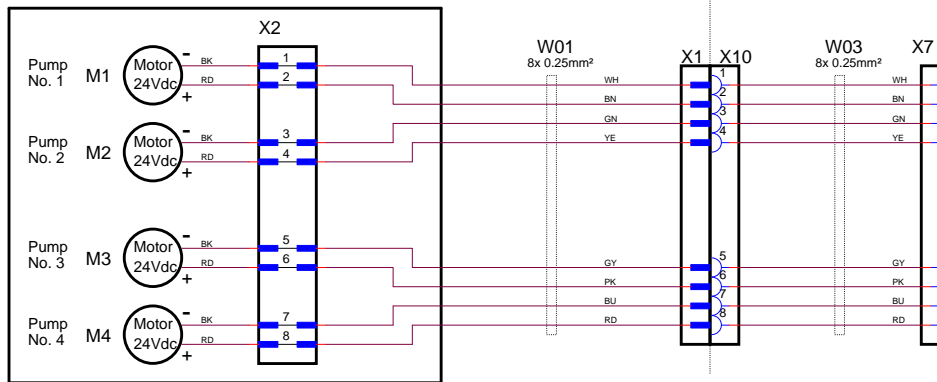 X2
W01
8x 0.25mm²
X1 X10
W03
8x 0.25mm²
X7
Pump
No. 1
M1
Motor
24Vdc
-
+
BK
RD
1
2
WH
BN
1
2
WH
BN
Pump
No. 2
M2
Motor
24Vdc
-
+
BK
RD
3
4
GN
YE
3
4
GN
YE
Pump
No. 3
M3
Motor
24Vdc
-
+
BK
RD
5
6
GY
PK
5
6
GY
PK
Pump
No. 4
M4
Motor
24Vdc
-
+
BK
RD
7
8
BU
RD
7
8
BU
RD